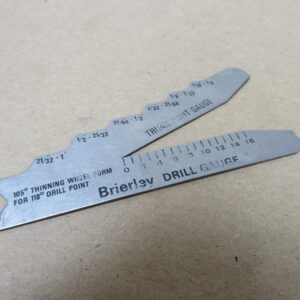 21/32 - 1
1/2 - 21/32
21/64 - 1/2
TRUE POINT GAUGE
105° THINNING WHEEL FORM
FOR 118° DRILL POINT
0 2 4 6 8 10 12 14 16
Brierley DRILL GAUGE